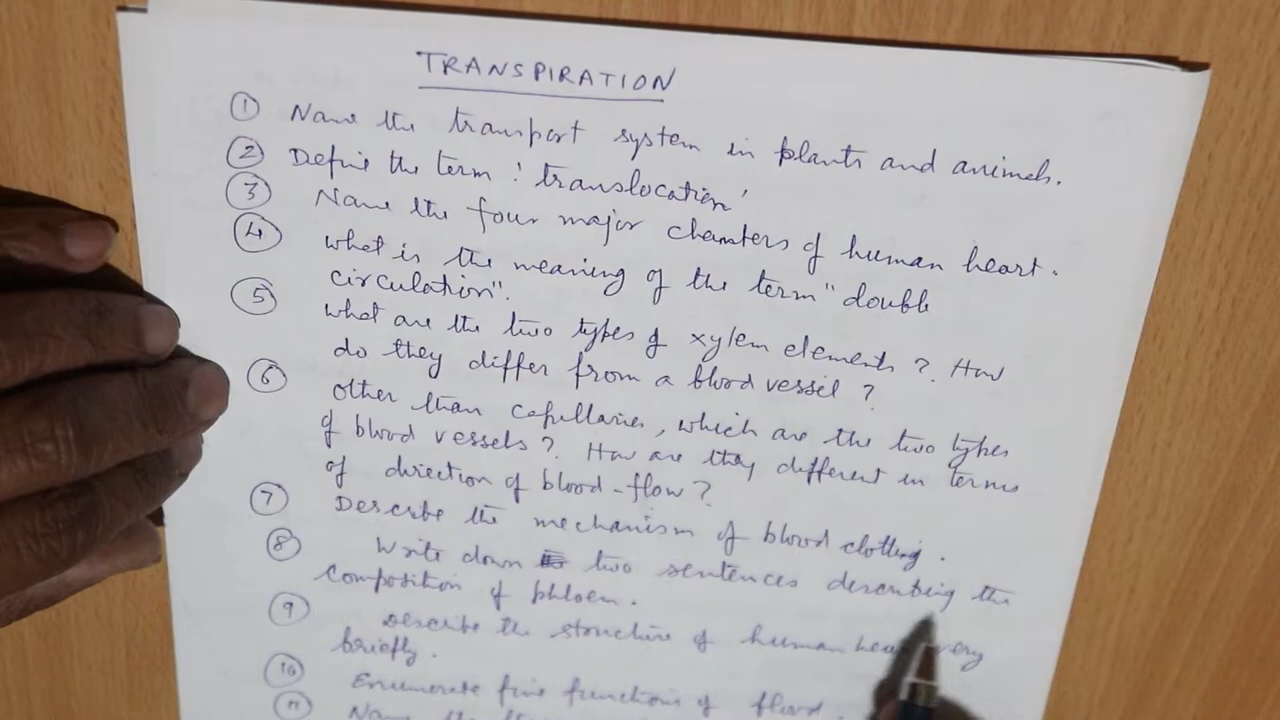 TRANSPIRATION
① Name the transport system in plants and animals.
② Define the term 'translocation'
③ Name the four major chambers of human heart.
④ what is the meaning of the term "double
circulation".
⑤ what are the two types of xylem elements? How
do they differ from a blood vessel?
⑥ other than capillaries, which are the two types
of blood vessels? How are they different in terms
of direction of blood-flow?
⑦ Describe the mechanism of blood clotting.
⑧ Write down two sentences describing the
composition of phloem.
⑨ Describe the structure of human very
briefly.
⑩ Enumerate five functions of blood.
⑪ Name the